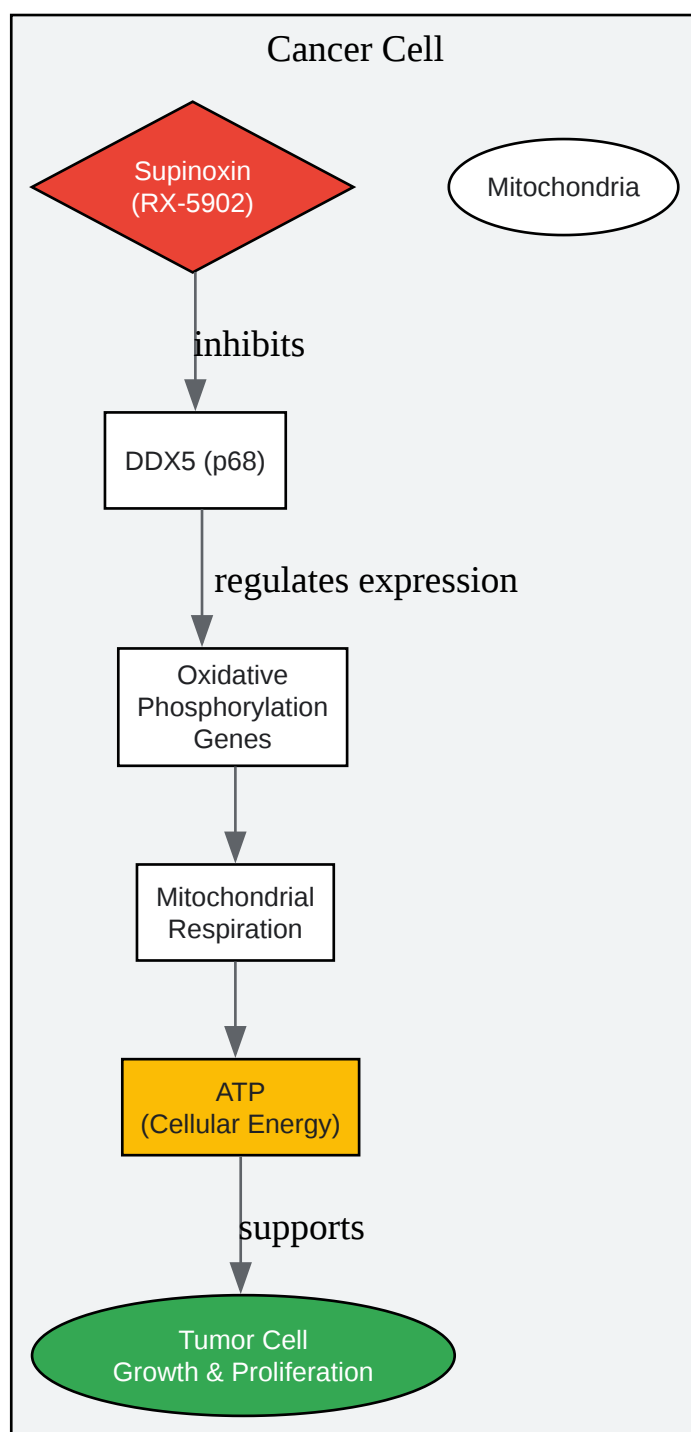 Cancer Cell
Supinoxin
(RX-5902)
Mitochondria
inhibits
DDX5 (p68)
regulates expression
Oxidative
Phosphorylation
Genes
Mitochondrial
Respiration
ATP
(Cellular Energy)
supports
Tumor Cell
Growth & Proliferation